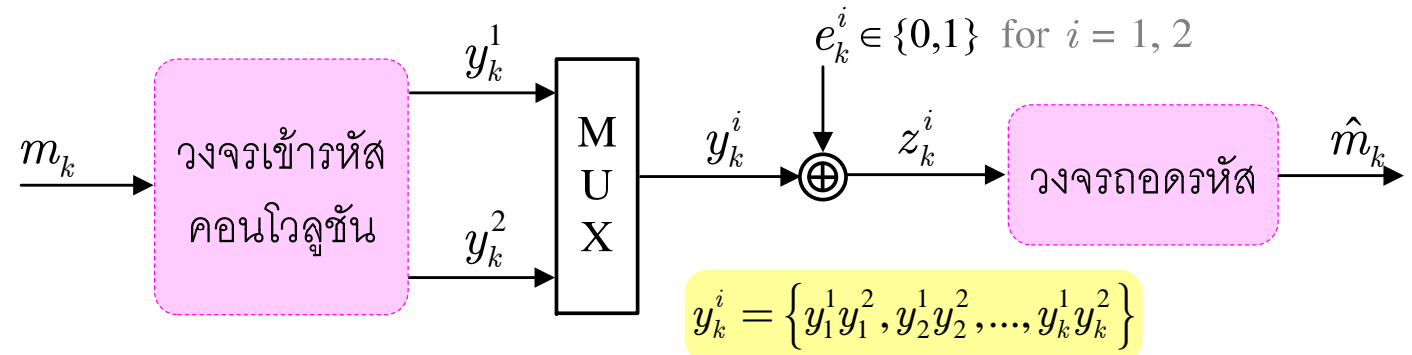 m_k
วงจรเข้ารหัส
คอนโวลูชัน
y_k^1
y_k^2
M
U
X
y_k^i
e_k^i ∈ {0,1} for i = 1, 2
⊕
z_k^i
วงจรถอดรหัส
m̂_k
y_k^i = {y_1^1 y_1^2, y_2^1 y_2^2, ..., y_k^1 y_k^2}